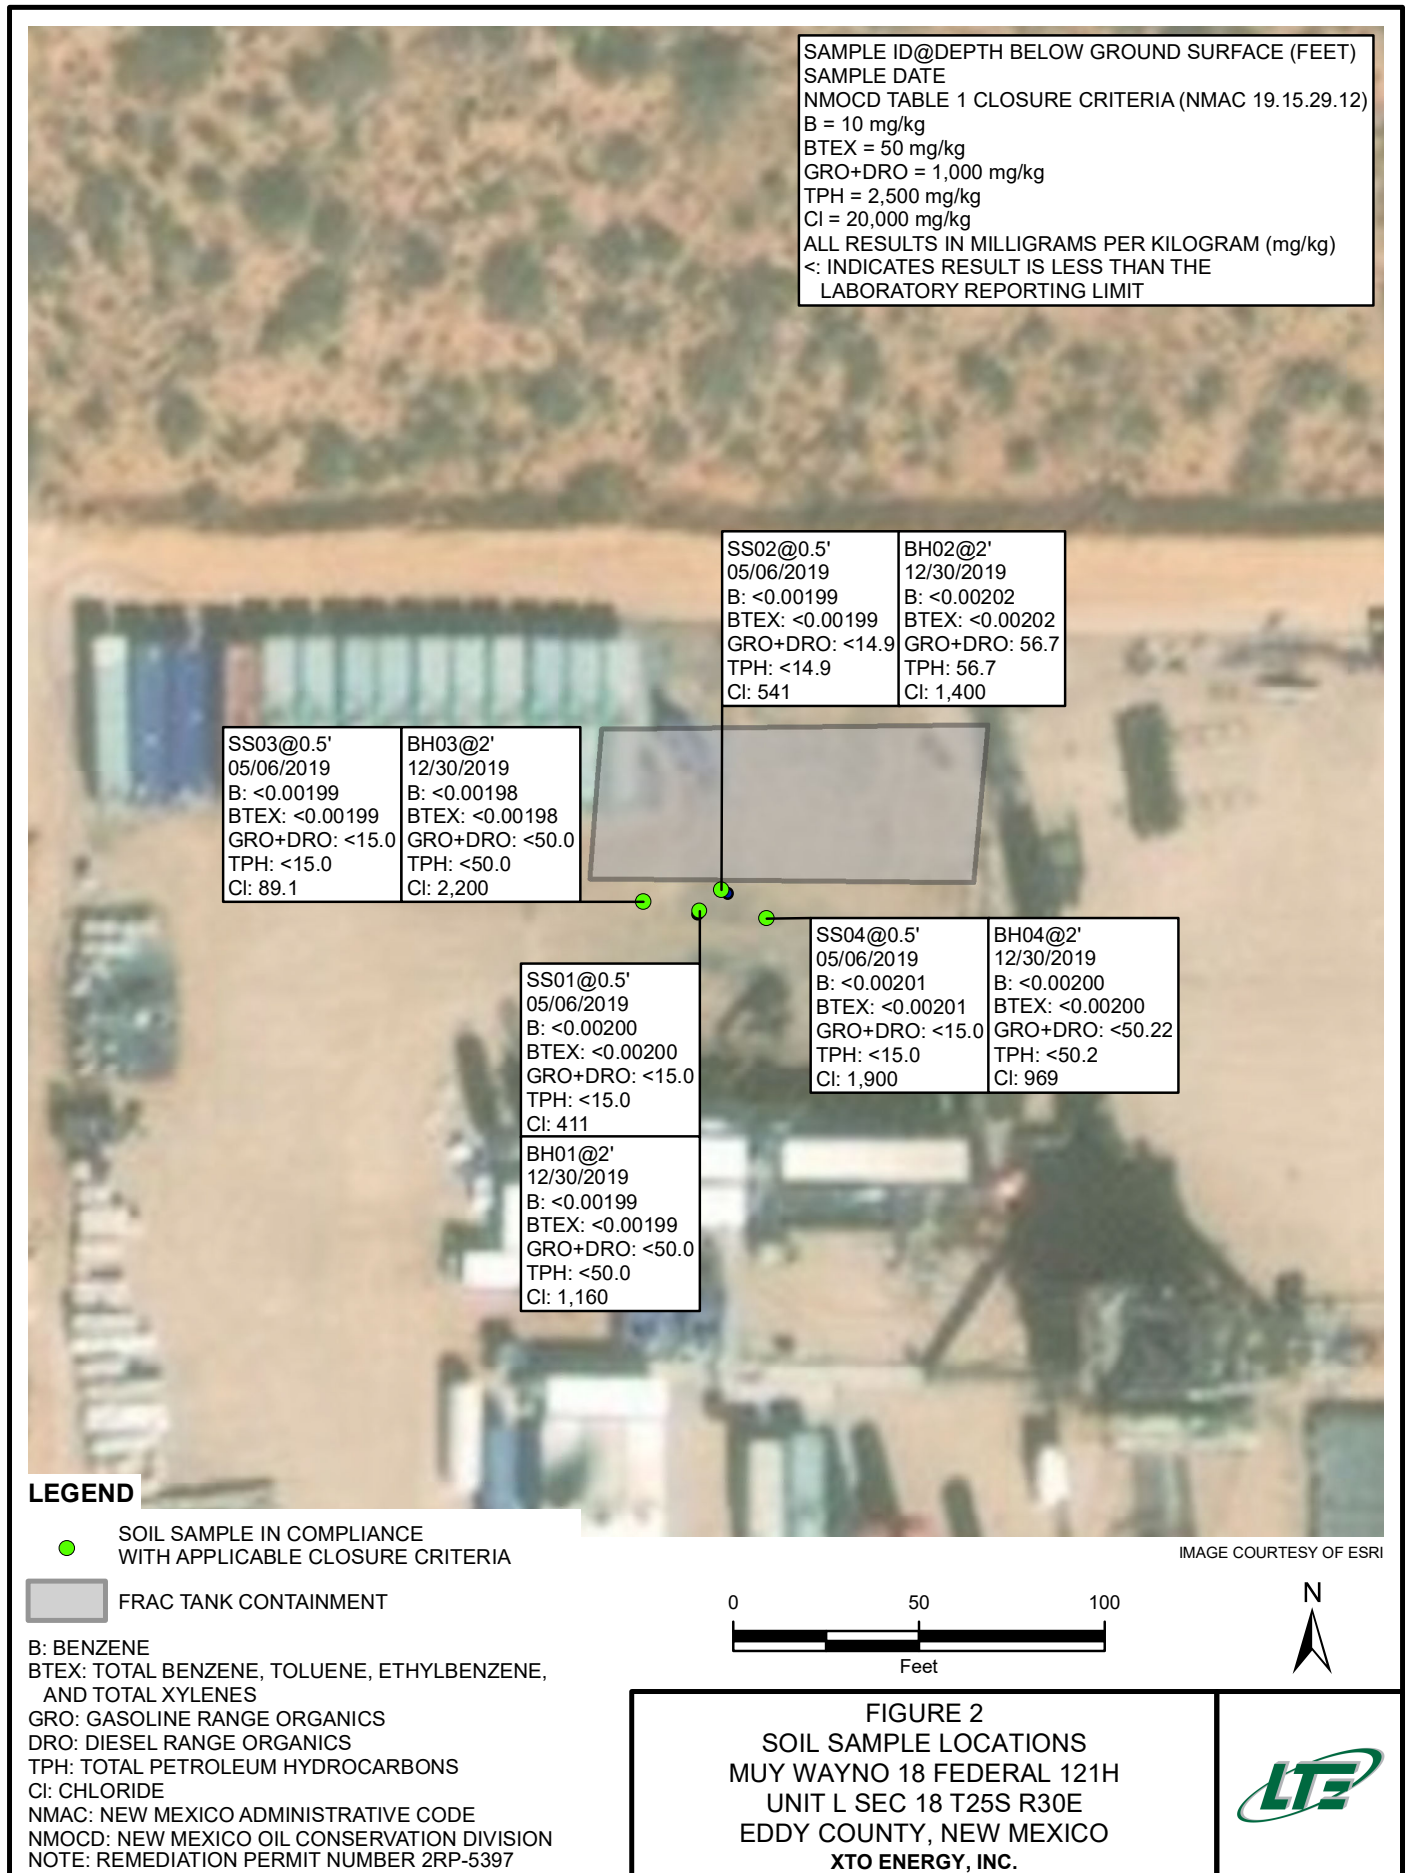 SAMPLE ID@DEPTH BELOW GROUND SURFACE (FEET)
SAMPLE DATE
NMOCD TABLE 1 CLOSURE CRITERIA (NMAC 19.15.29.12)
B = 10 mg/kg
BTEX = 50 mg/kg
GRO+DRO = 1,000 mg/kg
TPH = 2,500 mg/kg
Cl = 20,000 mg/kg
ALL RESULTS IN MILLIGRAMS PER KILOGRAM (mg/kg)
<: INDICATES RESULT IS LESS THAN THE
LABORATORY REPORTING LIMIT
SS02@0.5'
05/06/2019
B: <0.00199
BTEX: <0.00199
GRO+DRO: <14.9
TPH: <14.9
Cl: 541
BH02@2'
12/30/2019
B: <0.00202
BTEX: <0.00202
GRO+DRO: 56.7
TPH: 56.7
Cl: 1,400
SS03@0.5'
05/06/2019
B: <0.00199
BTEX: <0.00199
GRO+DRO: <15.0
TPH: <15.0
Cl: 89.1
BH03@2'
12/30/2019
B: <0.00198
BTEX: <0.00198
GRO+DRO: <50.0
TPH: <50.0
Cl: 2,200
SS04@0.5'
05/06/2019
B: <0.00201
BTEX: <0.00201
GRO+DRO: <15.0
TPH: <15.0
Cl: 1,900
BH04@2'
12/30/2019
B: <0.00200
BTEX: <0.00200
GRO+DRO: <50.22
TPH: <50.2
Cl: 969
SS01@0.5'
05/06/2019
B: <0.00200
BTEX: <0.00200
GRO+DRO: <15.0
TPH: <15.0
Cl: 411
BH01@2'
12/30/2019
B: <0.00199
BTEX: <0.00199
GRO+DRO: <50.0
TPH: <50.0
Cl: 1,160
LEGEND
SOIL SAMPLE IN COMPLIANCE
WITH APPLICABLE CLOSURE CRITERIA
FRAC TANK CONTAINMENT
B: BENZENE
BTEX: TOTAL BENZENE, TOLUENE, ETHYLBENZENE,
AND TOTAL XYLENES
GRO: GASOLINE RANGE ORGANICS
DRO: DIESEL RANGE ORGANICS
TPH: TOTAL PETROLEUM HYDROCARBONS
Cl: CHLORIDE
NMAC: NEW MEXICO ADMINISTRATIVE CODE
NMOCD: NEW MEXICO OIL CONSERVATION DIVISION
NOTE: REMEDIATION PERMIT NUMBER 2RP-5397
IMAGE COURTESY OF ESRI
0 50 100
Feet
N
FIGURE 2
SOIL SAMPLE LOCATIONS
MUY WAYNO 18 FEDERAL 121H
UNIT L SEC 18 T25S R30E
EDDY COUNTY, NEW MEXICO
XTO ENERGY, INC.
LTE